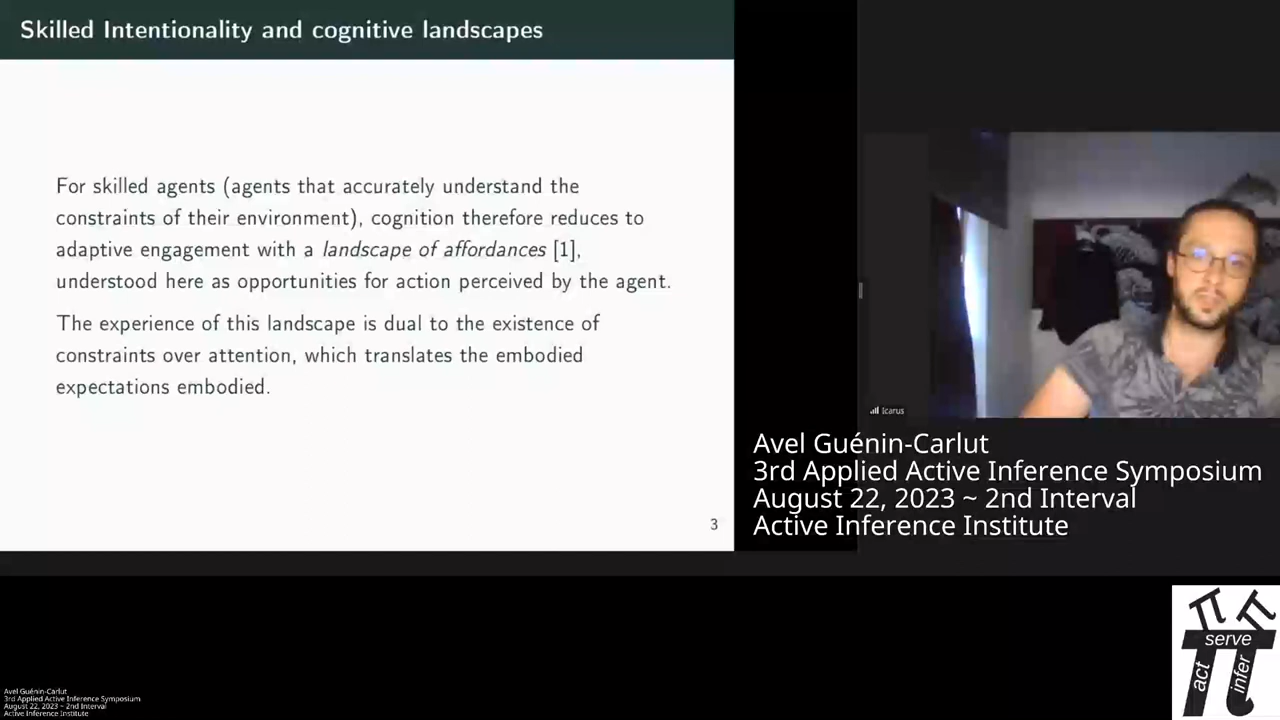 Skilled Intentionality and cognitive landscapes
For skilled agents (agents that accurately understand the
constraints of their environment), cognition therefore reduces to
adaptive engagement with a landscape of affordances [1],
understood here as opportunities for action perceived by the agent.
The experience of this landscape is dual to the existence of
constraints over attention, which translates the embodied
expectations embodied.
3
Icarus
Avel Guénin-Carlut
3rd Applied Active Inference Symposium
August 22, 2023 ~ 2nd Interval
Active Inference Institute
serve
act
infer
Avel Guénin-Carlut
3rd Applied Active Inference Symposium
August 22, 2023 ~ 2nd Interval
Active Inference Institute